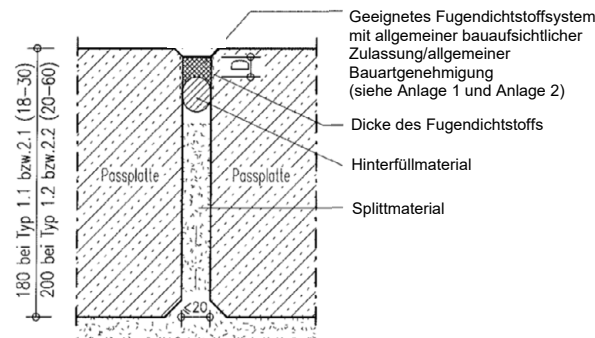 Geeignetes Fugendichtstoffsystem
mit allgemeiner bauaufsichtlicher
Zulassung/allgemeiner
Bauartgenehmigung
(siehe Anlage 1 und Anlage 2)
D
Dicke des Fugendichtstoffs
Hinterfüllmaterial
Passplatte
Passplatte
Splittmaterial
180 bei Typ 1.1 bzw.2.1 (18-30)
200 bei Typ 1.2 bzw.2.2 (20-60)
≤20